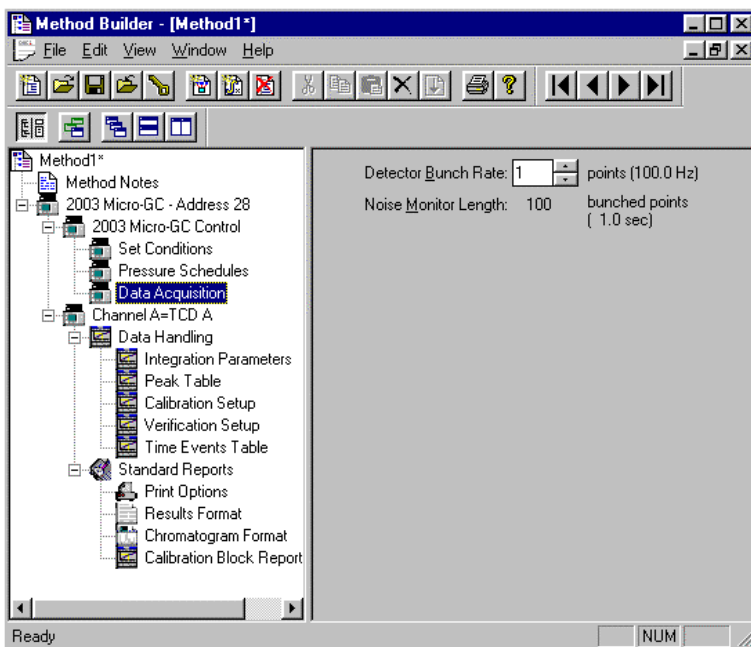 Method Builder - [Method1*]
File Edit View Window Help
Method1*
Method Notes
2003 Micro-GC - Address 28
2003 Micro-GC Control
Set Conditions
Pressure Schedules
Data Acquisition
Channel A=TCD A
Data Handling
Integration Parameters
Peak Table
Calibration Setup
Verification Setup
Time Events Table
Standard Reports
Print Options
Results Format
Chromatogram Format
Calibration Block Report
Detector Bunch Rate: 1 points (100.0 Hz)
Noise Monitor Length: 100 bunched points
( 1.0 sec)
Ready NUM